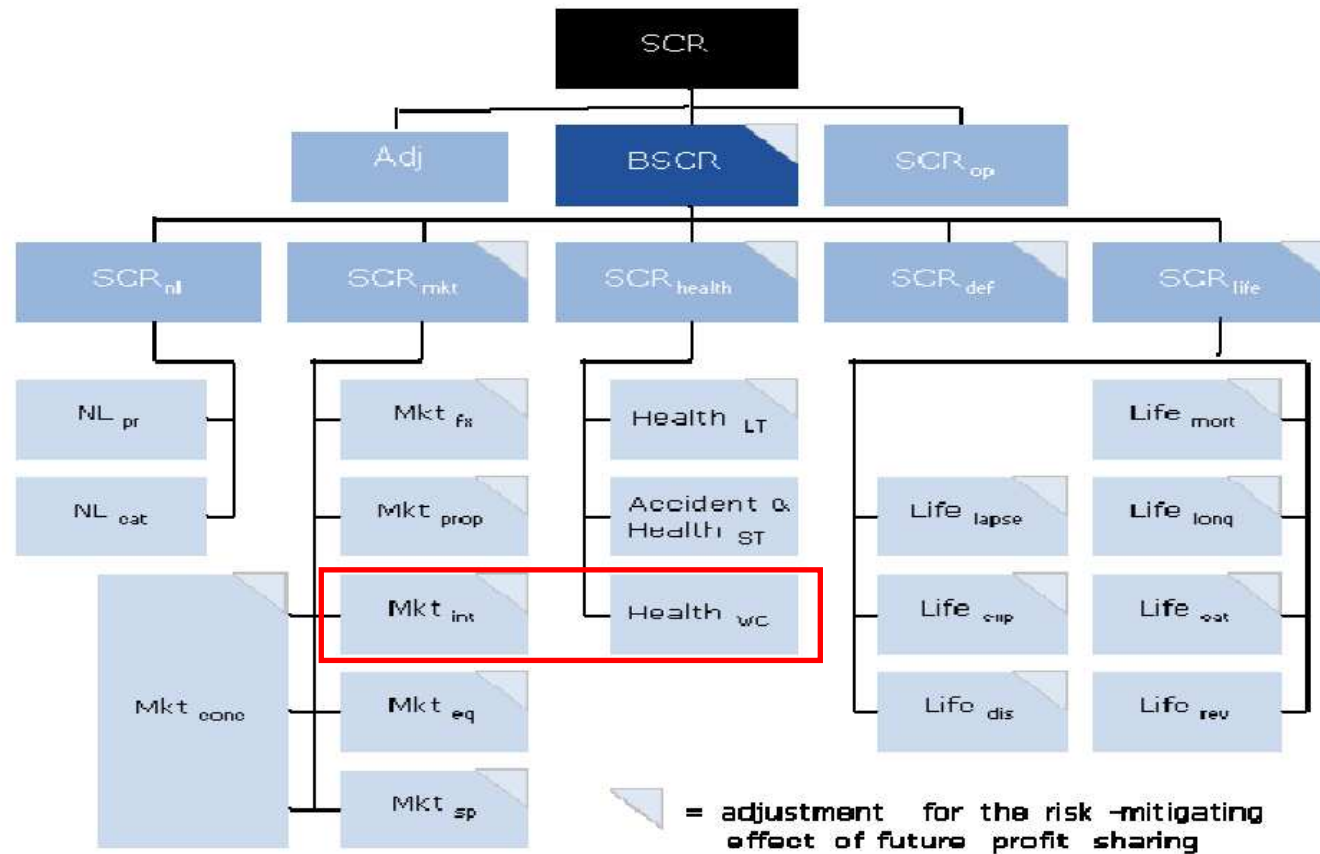 SCR
Adj
BSCR
SCR op
SCR nl
SCR mkt
SCR health
SCR def
SCR life
NL pr
Mkt fx
Health LT
Life mort
NL cat
Mkt prop
Accident &
Health ST
Life lapse
Life long
Mkt int
Health WC
Life exp
Life cat
Mkt conc
Mkt eq
Life dis
Life rev
Mkt sp
= adjustment for the risk -mitigating
effect of future profit sharing